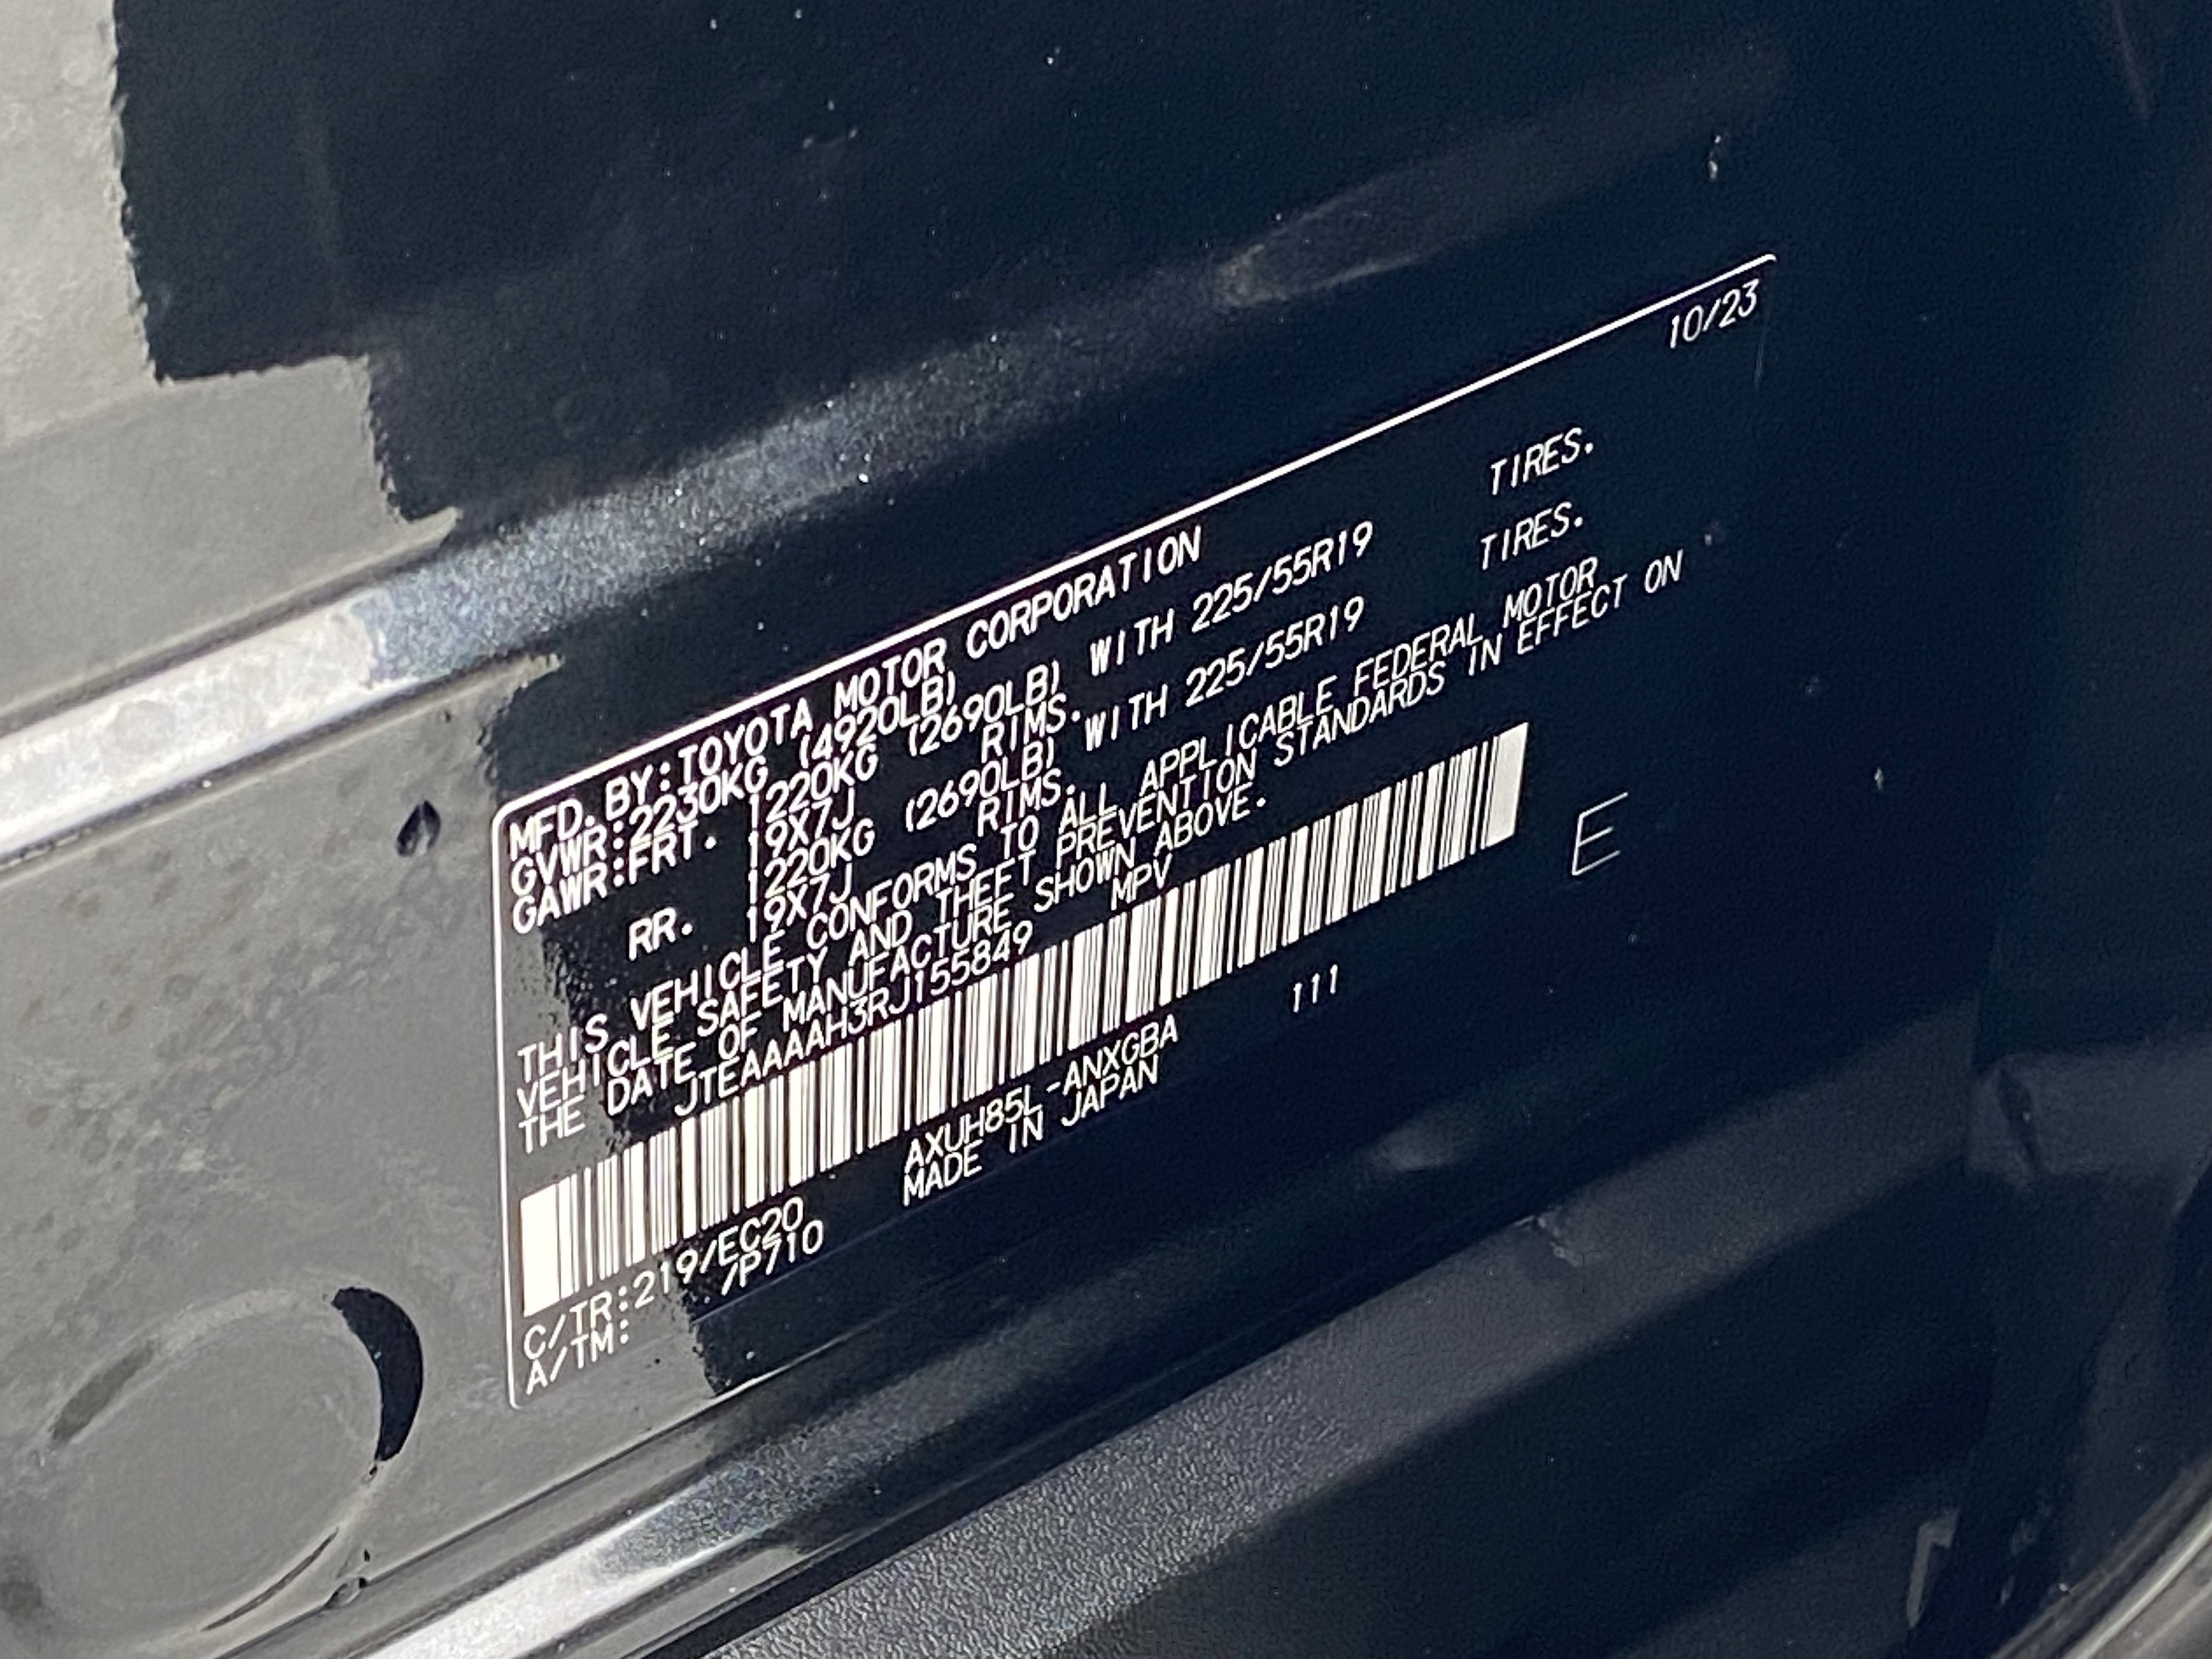 10/23
MFD. BY:TOYOTA MOTOR CORPORATION
GVWR:2230KG (4920LB)
GAWR:FRT. 1220KG (2690LB) WITH 225/55R19 TIRES.
19X7J RIMS.
RR. 1220KG (2690LB) WITH 225/55R19 TIRES.
19X7J RIMS.
THIS VEHICLE CONFORMS TO ALL APPLICABLE FEDERAL MOTOR
VEHICLE SAFETY AND THEFT PREVENTION STANDARDS IN EFFECT ON
THE DATE OF MANUFACTURE SHOWN ABOVE.
JTEAAAAH3RJ155849 MPV
E
C/TR:219/EC20 AXUH85L-ANXGBA 111
A/TM: /P710 MADE IN JAPAN